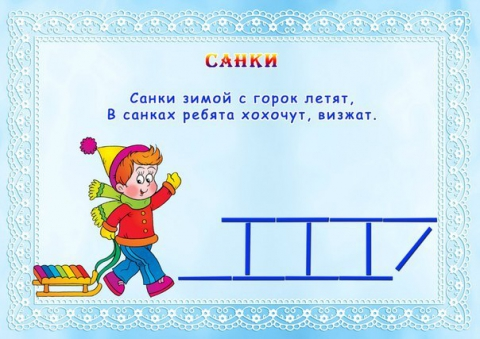 САНКИ
Санки зимой с горок летят,
В санках ребята хохочут, визжат.